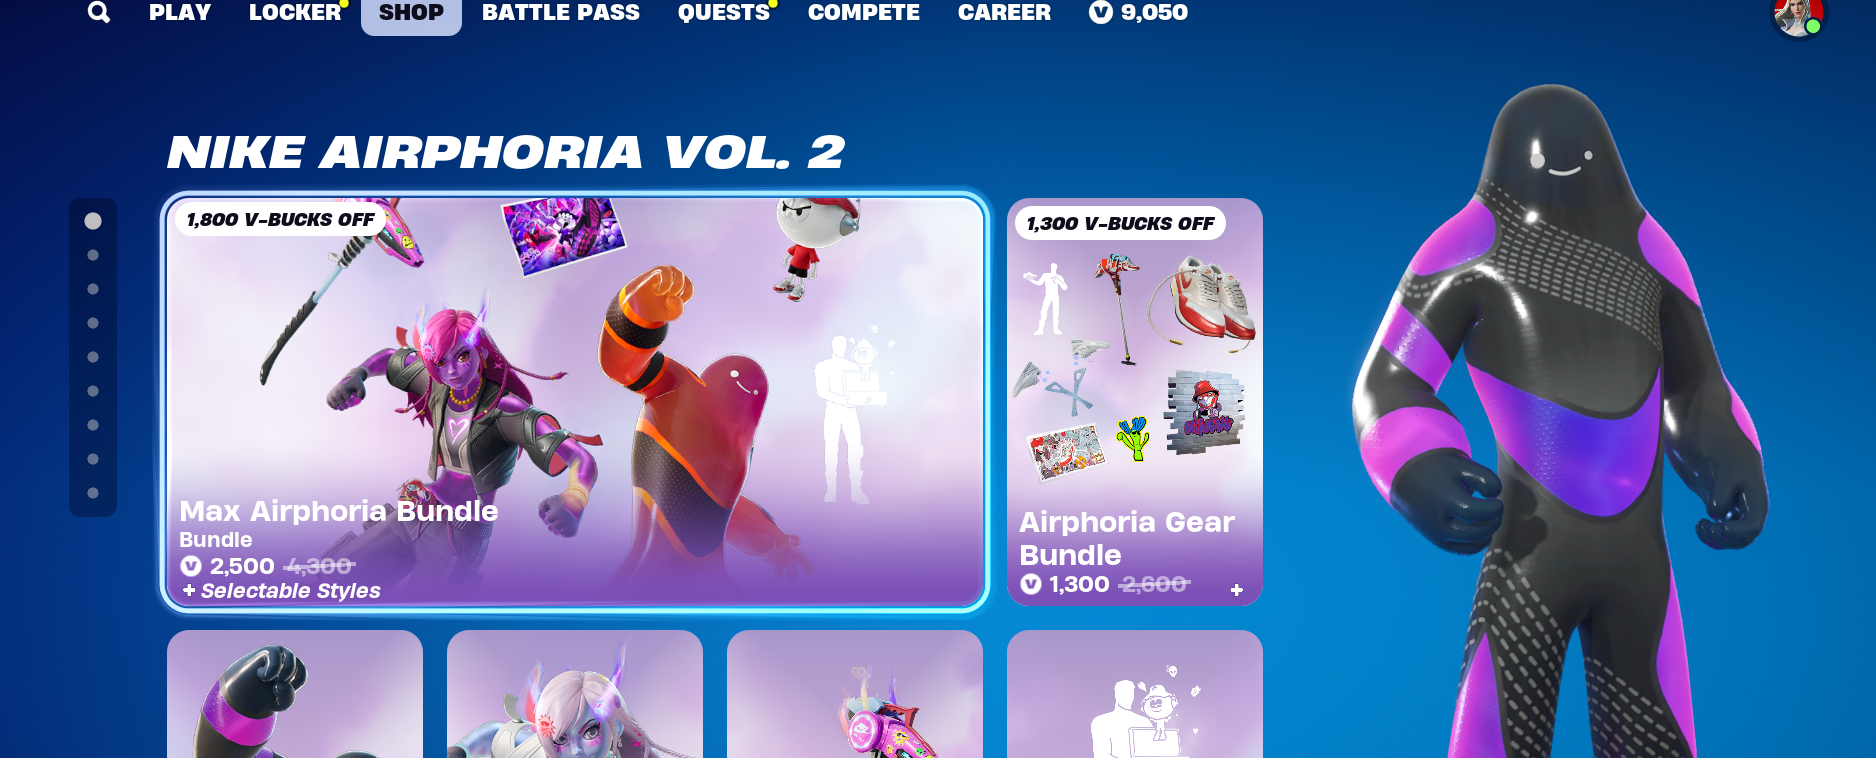 PLAY LOCKER SHOP BATTLE PASS QUESTS COMPETE CAREER 9,050
NIKE AIRPHORIA VOL. 2
1,800 V-BUCKS OFF
Max Airphoria Bundle
Bundle
2,500 4,300
+ Selectable Styles
1,300 V-BUCKS OFF
Airphoria Gear
Bundle
1,300 2,600
+